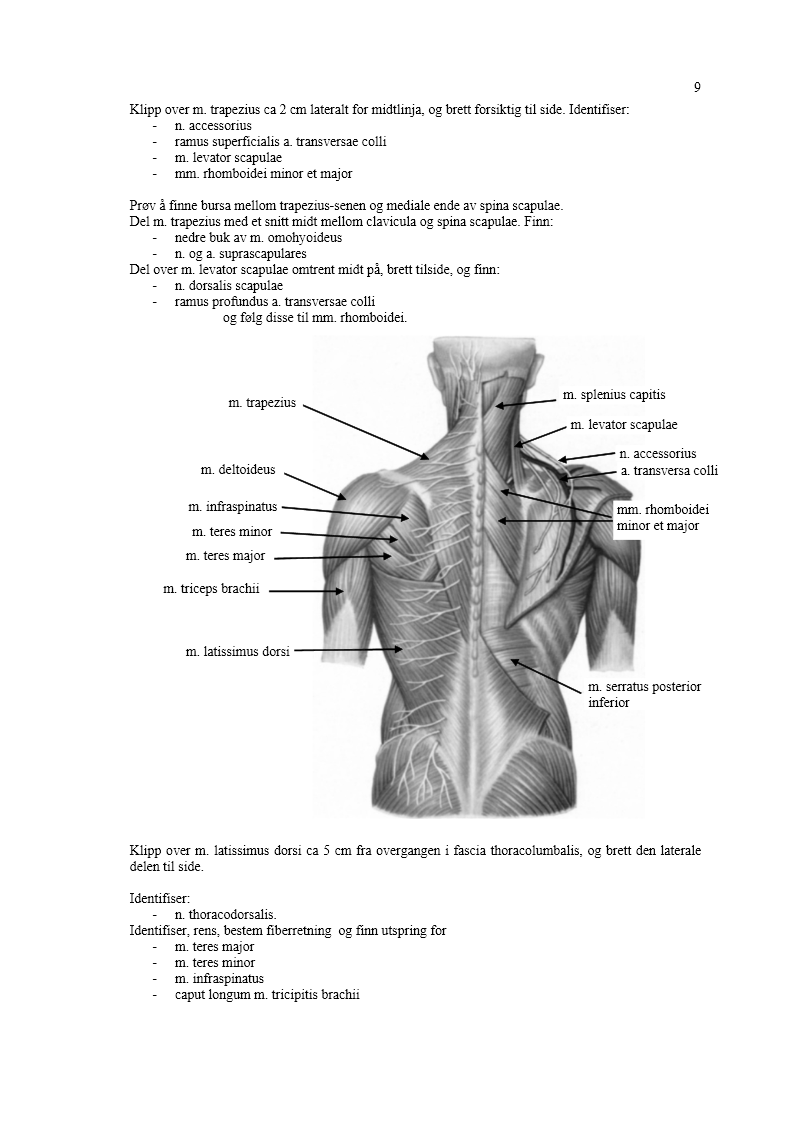 9
Klipp over m. trapezius ca 2 cm lateralt for midtlinja, og brett forsiktig til side. Identifiser:
- n. accessorius
- ramus superficialis a. transversae colli
- m. levator scapulae
- mm. rhomboidei minor et major
Prøv å finne bursa mellom trapezius-senen og mediale ende av spina scapulae.
Del m. trapezius med et snitt midt mellom clavicula og spina scapulae. Finn:
- nedre buk av m. omohyoideus
- n. og a. suprascapulares
Del over m. levator scapulae omtrent midt på, brett tilside, og finn:
- n. dorsalis scapulae
- ramus profundus a. transversae colli
og følg disse til mm. rhomboidei.
m. trapezius
m. deltoideus
m. infraspinatus
m. teres minor
m. teres major
m. triceps brachii
m. latissimus dorsi
m. splenius capitis
m. levator scapulae
n. accessorius
a. transversa colli
mm. rhomboidei
minor et major
m. serratus posterior
inferior
Klipp over m. latissimus dorsi ca 5 cm fra overgangen i fascia thoracolumbalis, og brett den laterale
delen til side.
Identifiser:
- n. thoracodorsalis.
Identifiser, rens, bestem fiberretning og finn utspring for
- m. teres major
- m. teres minor
- m. infraspinatus
- caput longum m. tricipitis brachii